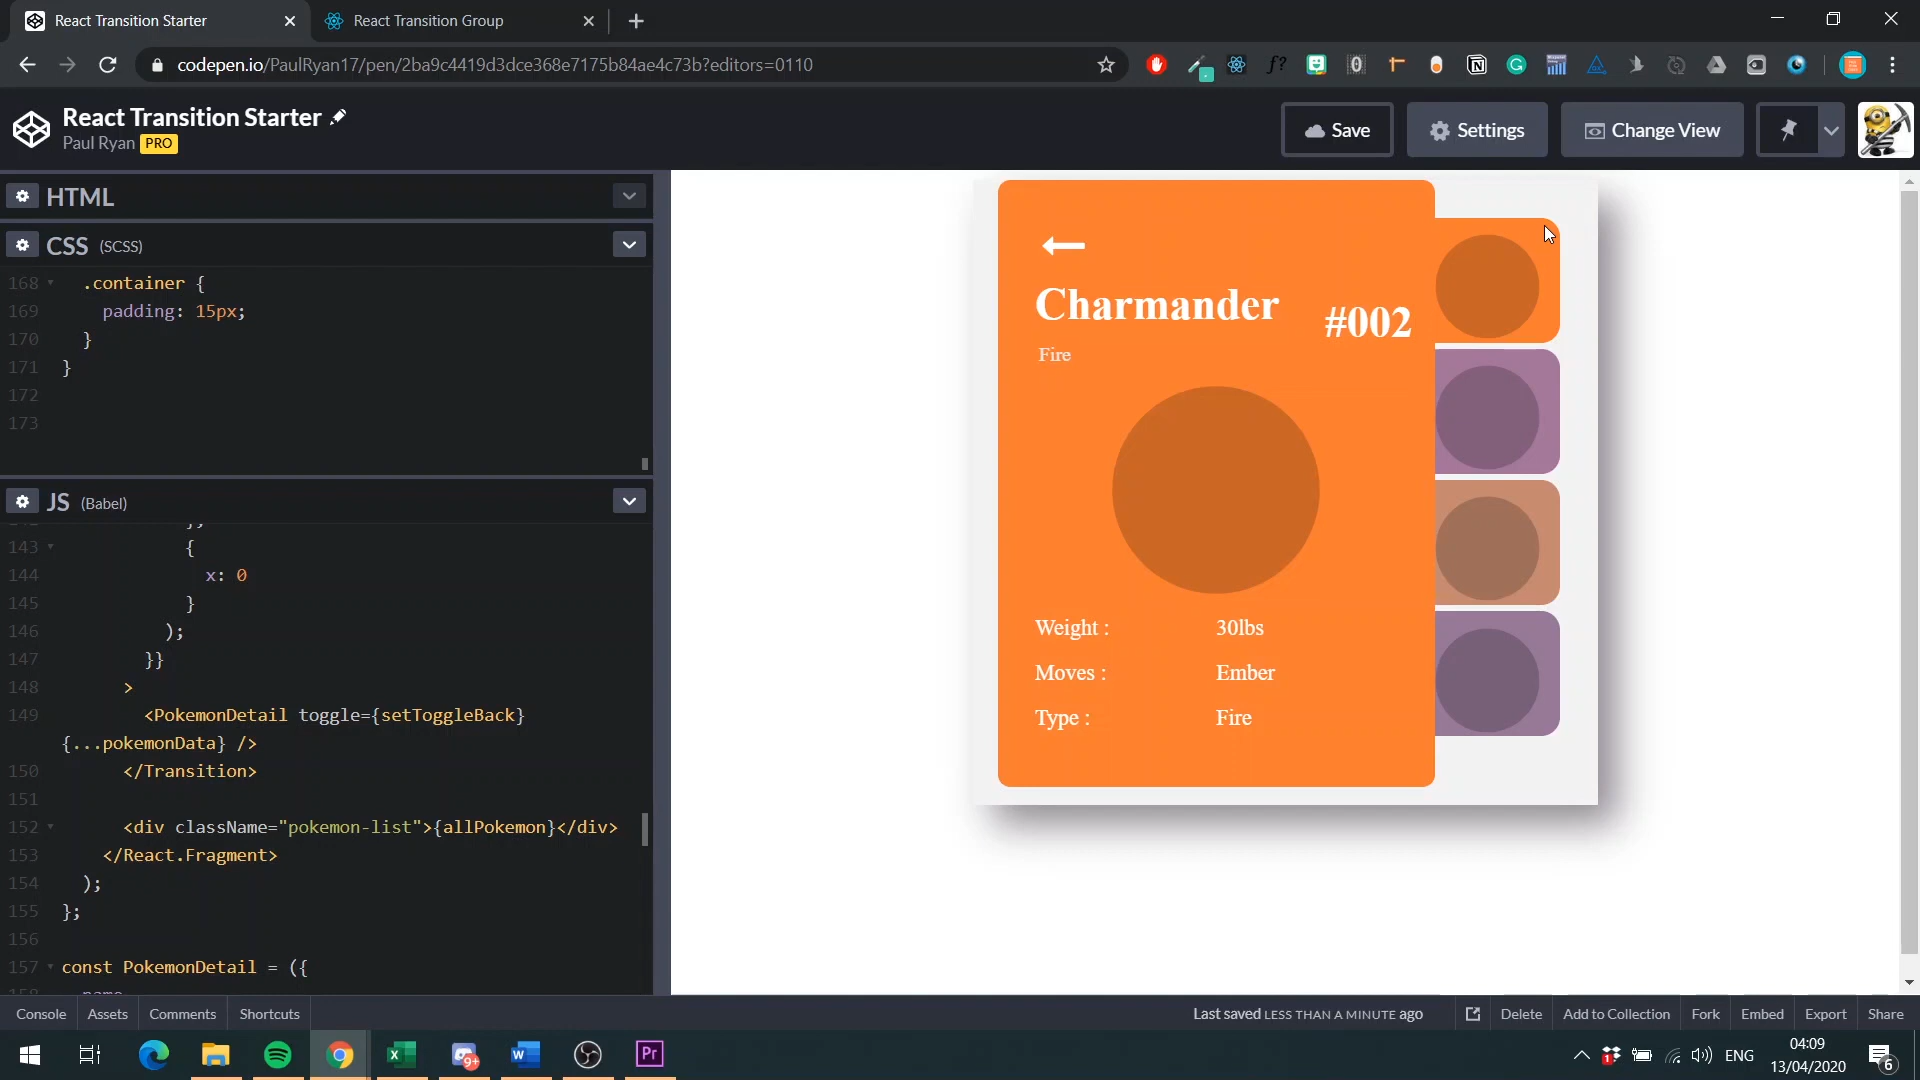 React Transition Starter
React Transition Group
codepen.io/PaulRyan17/pen/2ba9c4419d3dce368e7175b84ae4c73b?editors=0110
React Transition Starter
Paul Ryan PRO
Save
Settings
Change View
HTML
CSS (SCSS)
168 .container {
169 padding: 15px;
170 }
171 }
172
173
JS (Babel)
143 {
144 x: 0
145 }
146 );
147 }}
148 >
149 <PokemonDetail toggle={setToggleBack}
{...pokemonData} />
150 </Transition>
151
152 <div className="pokemon-list">{allPokemon}</div>
153 </React.Fragment>
154 );
155 };
156
157 const PokemonDetail = ({
Charmander
#002
Fire
Weight : 30lbs
Moves : Ember
Type : Fire
Console
Assets
Comments
Shortcuts
Last saved LESS THAN A MINUTE ago
Delete
Add to Collection
Fork
Embed
Export
Share
9+
Pr
1
ENG
04:09
13/04/2020
6